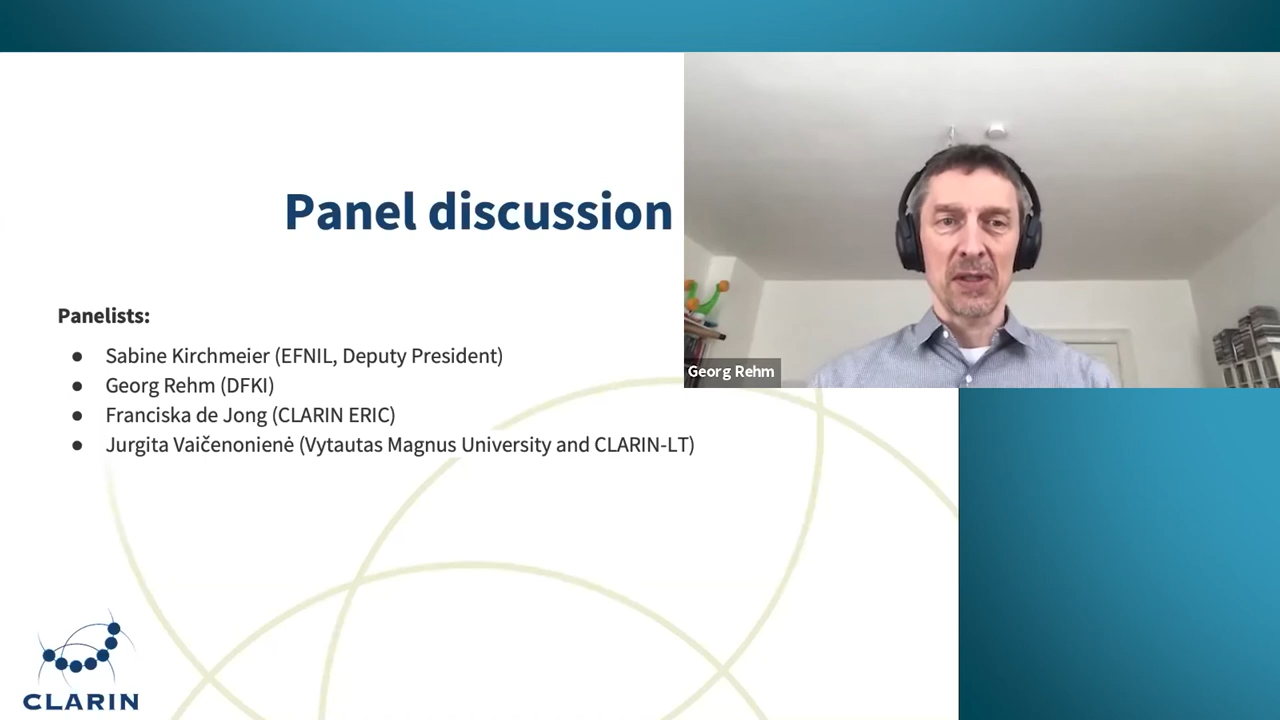 Panel discussion
Georg Rehm
Panelists:
● Sabine Kirchmeier (EFNIL, Deputy President)
● Georg Rehm (DFKI)
● Franciska de Jong (CLARIN ERIC)
● Jurgita Vaičenonienė (Vytautas Magnus University and CLARIN-LT)
CLARIN